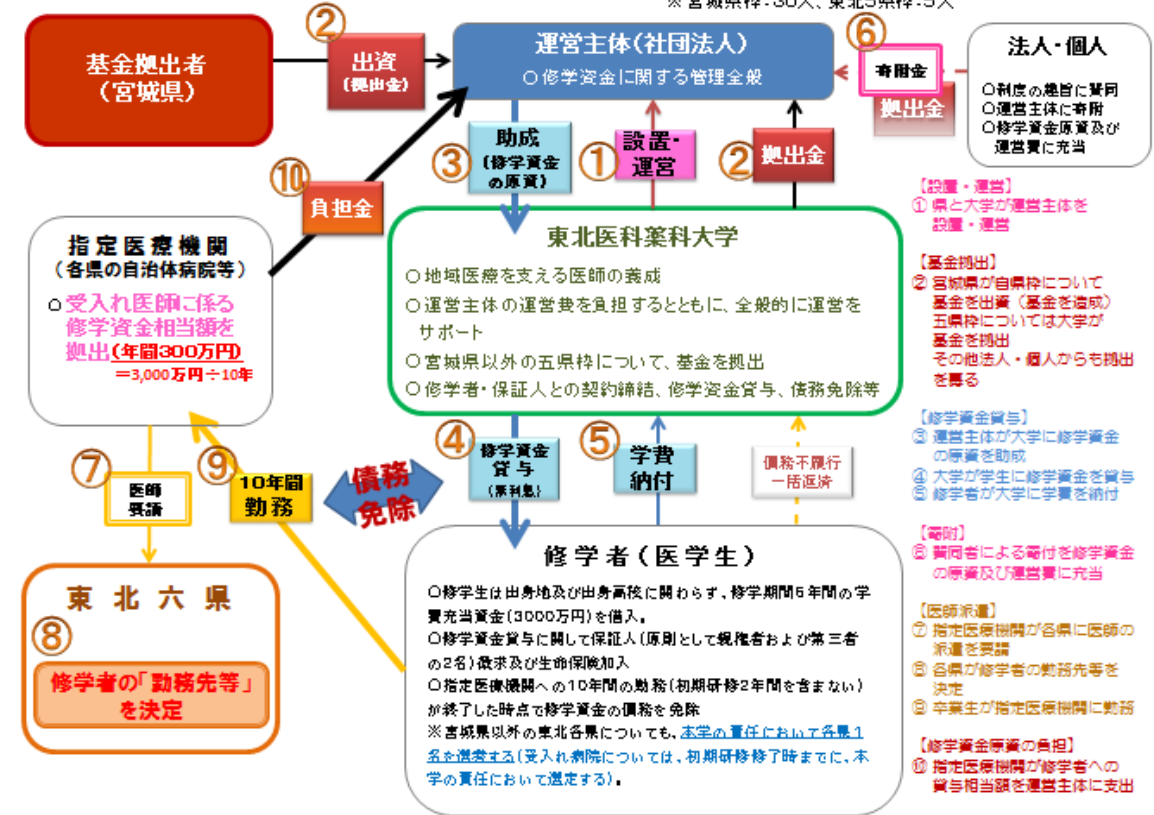 ※宮城県枠：30人、東北5県枠：5人
基金拠出者
（宮城県）
②
出資
（拠出金）
運営主体（社団法人）
○修学資金に関する管理全般
⑥
寄附金
拠出金
法人・個人
○制度の趣旨に賛同
○運営主体に寄附
○修学資金原資及び
運営費に充当
③
助成
（修学資金
の原資）
①
設置・
運営
②
拠出金
⑩
負担金
指定医療機関
（各県の自治体病院等）
○受入れ医師に係る
修学資金相当額を
拠出（年間300万円）
＝3,000万円÷10年
東北医科薬科大学
○地域医療を支える医師の養成
○運営主体の運営費を負担するとともに、全般的に運営を
サポート
○宮城県以外の五県枠について、基金を拠出
○修学者・保証人との契約締結、修学資金貸与、債務免除等
⑦
医師
要請
⑨
10年間
勤務
債務
免除
④
修学資金
貸与
（無利息）
⑤
学費
納付
債務不履行
一括返済
東北六県
⑧
修学者の「勤務先等」
を決定
修学者（医学生）
○修学生は出身地及び出身高校に関わらず、修学期間6年間の学
費充当資金（3000万円）を借入。
○修学資金貸与に関して保証人（原則として親権者および第三者
の2名）徴求及び生命保険加入
○指定医療機関への10年間の勤務（初期研修2年間を含まない）
が終了した時点で修学資金の債務を免除
※宮城県以外の東北各県についても、本学の責任において各県1
名を選考する（受入れ病院については、初期研修修了時までに、本
学の責任において選定する）。
【設置・運営】
① 県と大学が運営主体を
設置・運営
【基金拠出】
② 宮城県が自県枠について
基金を出資（基金を造成）
五県枠については大学が
基金を拠出
その他法人・個人からも拠出
を募る
【修学資金貸与】
③ 運営主体が大学に修学資金
の原資を助成
④ 大学が学生に修学資金を貸与
⑤ 修学者が大学に学費を納付
【寄附】
⑥ 賛同者による寄付を修学資金
の原資及び運営費に充当
【医師派遣】
⑦ 指定医療機関が各県に医師の
派遣を要請
⑧ 各県が修学者の勤務先等を
決定
⑨ 卒業生が指定医療機関に勤務
【修学資金原資の負担】
⑩ 指定医療機関が修学者への
貸与相当額を運営主体に支出